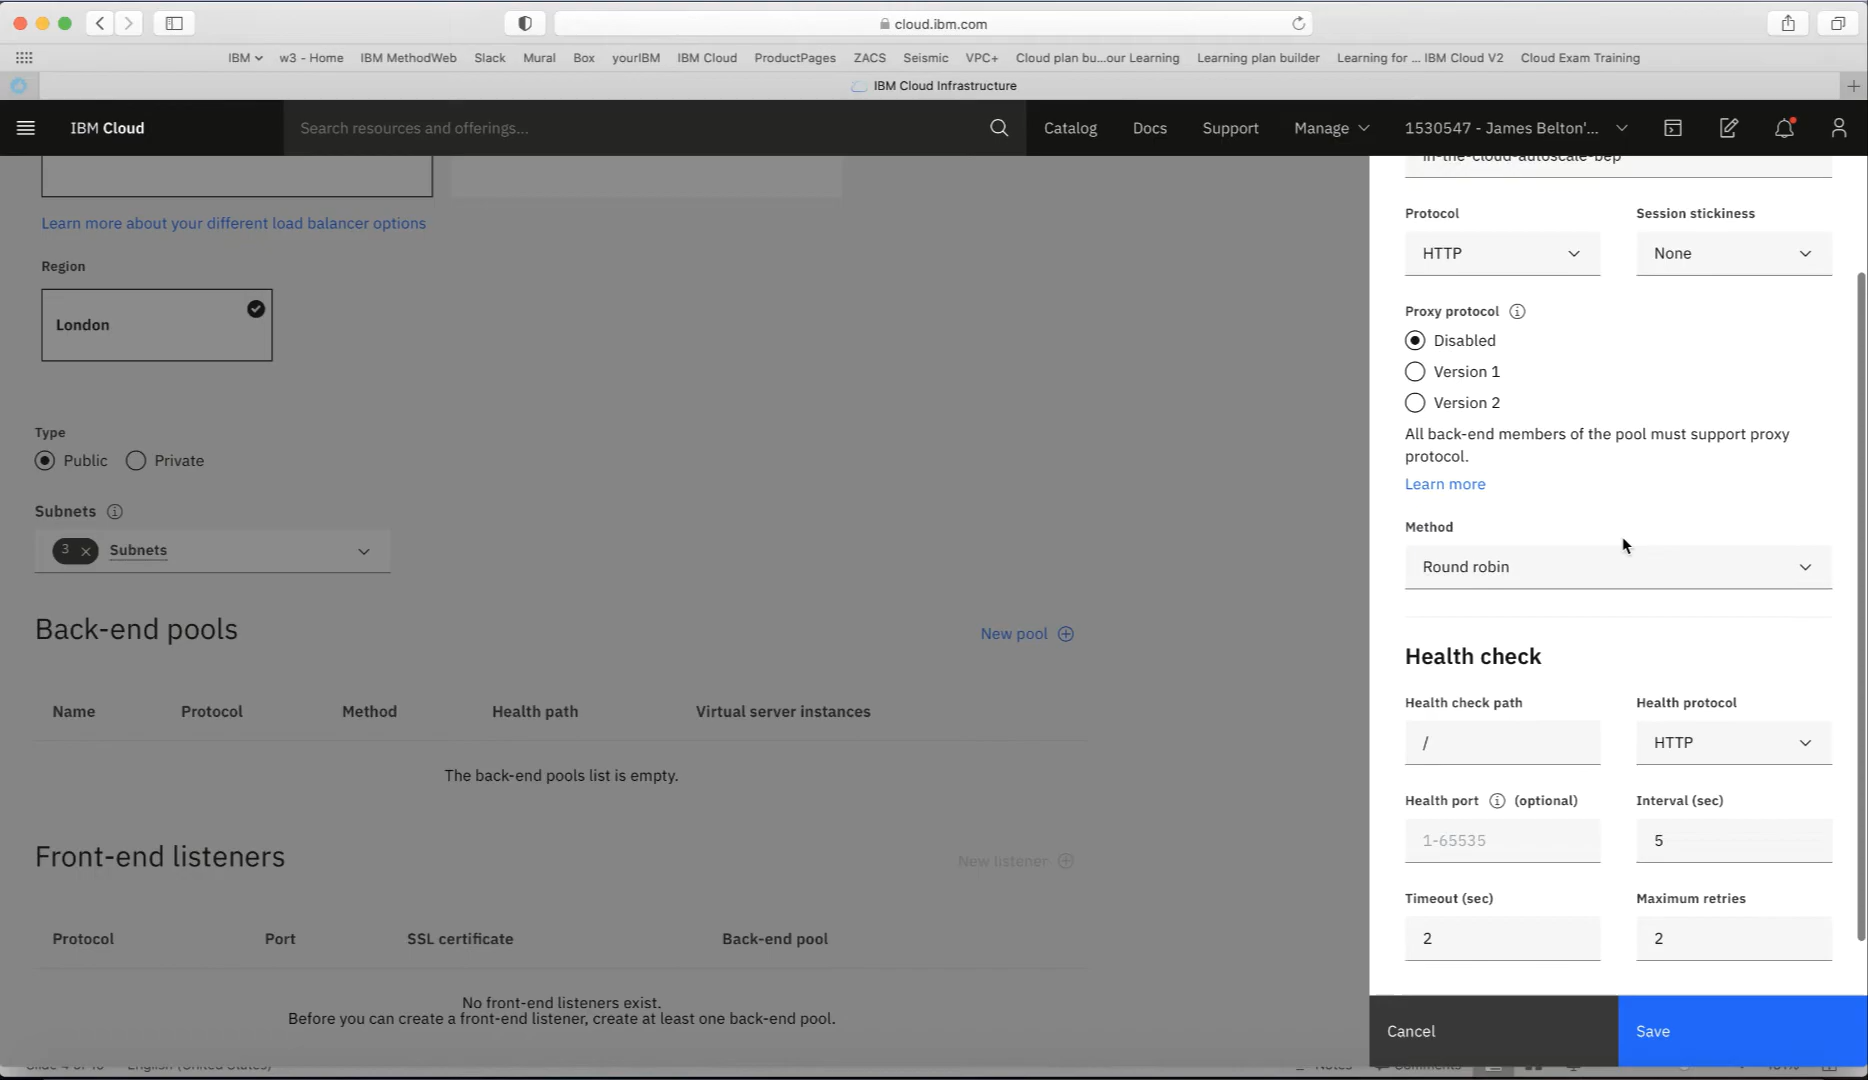 cloud.ibm.com
IBM w3 - Home IBM MethodWeb Slack Mural Box yourIBM IBM Cloud ProductPages ZACS Seismic VPC+ Cloud plan bu...our Learning Learning plan builder Learning for ... IBM Cloud V2 Cloud Exam Training
IBM Cloud Infrastructure
IBM Cloud
Search resources and offerings...
Catalog Docs Support Manage 1530547 - James Belton'...
Learn more about your different load balancer options
Region
London
Type
Public Private
Subnets
3 × Subnets
Back-end pools
New pool
Name Protocol Method Health path Virtual server instances
The back-end pools list is empty.
Front-end listeners
New listener
Protocol Port SSL certificate Back-end pool
No front-end listeners exist.
Before you can create a front-end listener, create at least one back-end pool.
in-the-cloud-autoscale-bep
Protocol Session stickiness
HTTP None
Proxy protocol
Disabled
Version 1
Version 2
All back-end members of the pool must support proxy
protocol.
Learn more
Method
Round robin
Health check
Health check path Health protocol
/ HTTP
Health port (optional) Interval (sec)
1-65535 5
Timeout (sec) Maximum retries
2 2
Cancel Save